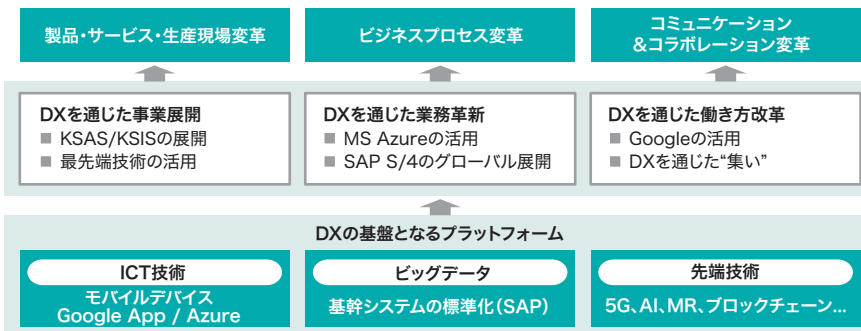 製品・サービス・生産現場変革
ビジネスプロセス変革
コミュニケーション
&コラボレーション変革
DXを通じた事業展開
■ KSAS/KSISの展開
■ 最先端技術の活用
DXを通じた業務革新
■ MS Azureの活用
■ SAP S/4のグローバル展開
DXを通じた働き方改革
■ Googleの活用
■ DXを通じた“集い”
DXの基盤となるプラットフォーム
ICT技術
モバイルデバイス
Google App / Azure
ビッグデータ
基幹システムの標準化(SAP)
先端技術
5G、AI、MR、ブロックチェーン...